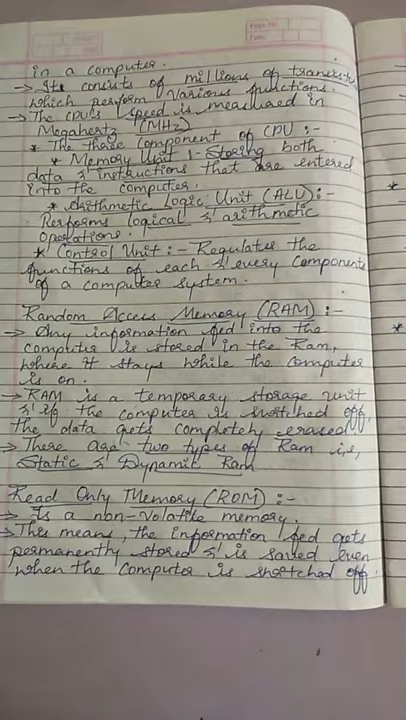 in a computer.
→ Its consists of millions of transistr
which perform various functions.
→ The CPU's speed is measured in
Megahertz (MHz)
* The three component of CPU :-
* Memory Unit :- Storing both
data & instructions that are entered
into the computer.
* Arithmetic Logic Unit (ALU) :-
Performs logical & arithmetic
operations.
* Control Unit :- Regulates the
functions of each & every component
of a computer system.
Random Access Memory (RAM) :-
→ Any information fed into the
computer is stored in the Ram,
where it stays while the computer
is on.
→ RAM is a temporary storage unit
& if the computer is switched off,
the data gets completely erased
→ There are two types of Ram i.e,
Static & Dynamic Ram
Read Only Memory (ROM) :-
→ Is a non-volatile memory.
→ This means, the information fed gets
permanently stored & is saved even
when the computer is switched off